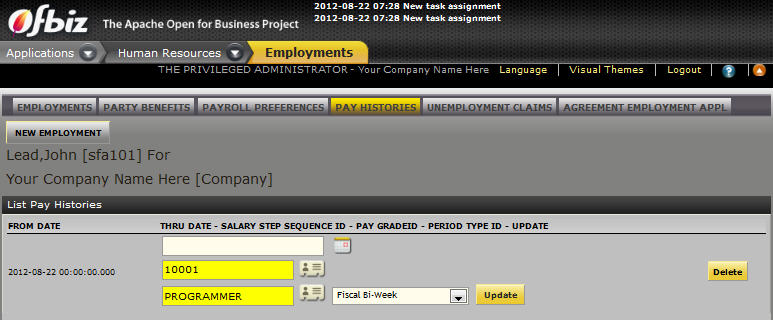 2012-08-22 07:28 New task assignment
2012-08-22 07:28 New task assignment
Ofbiz The Apache Open for Business Project
Applications Human Resources Employments
THE PRIVILEGED ADMINISTRATOR - Your Company Name Here Language Visual Themes Logout ?
EMPLOYMENTS PARTY BENEFITS PAYROLL PREFERENCES PAY HISTORIES UNEMPLOYMENT CLAIMS AGREEMENT EMPLOYMENT APPL
NEW EMPLOYMENT
Lead,John [sfa101] For
Your Company Name Here [Company]
List Pay Histories
FROM DATE THRU DATE - SALARY STEP SEQUENCE ID - PAY GRADEID - PERIOD TYPE ID - UPDATE
2012-08-22 00:00:00.000 10001 Delete
PROGRAMMER Fiscal Bi-Week Update